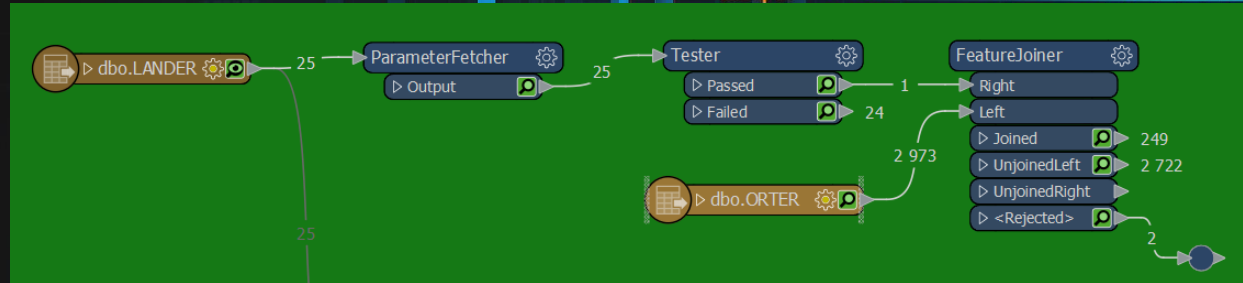 dbo.LANDER
25
ParameterFetcher
Output
25
Tester
Passed
1
Failed
24
FeatureJoiner
Right
Left
Joined
249
UnjoinedLeft
2 722
UnjoinedRight
<Rejected>
2
2 973
dbo.ORTER
25